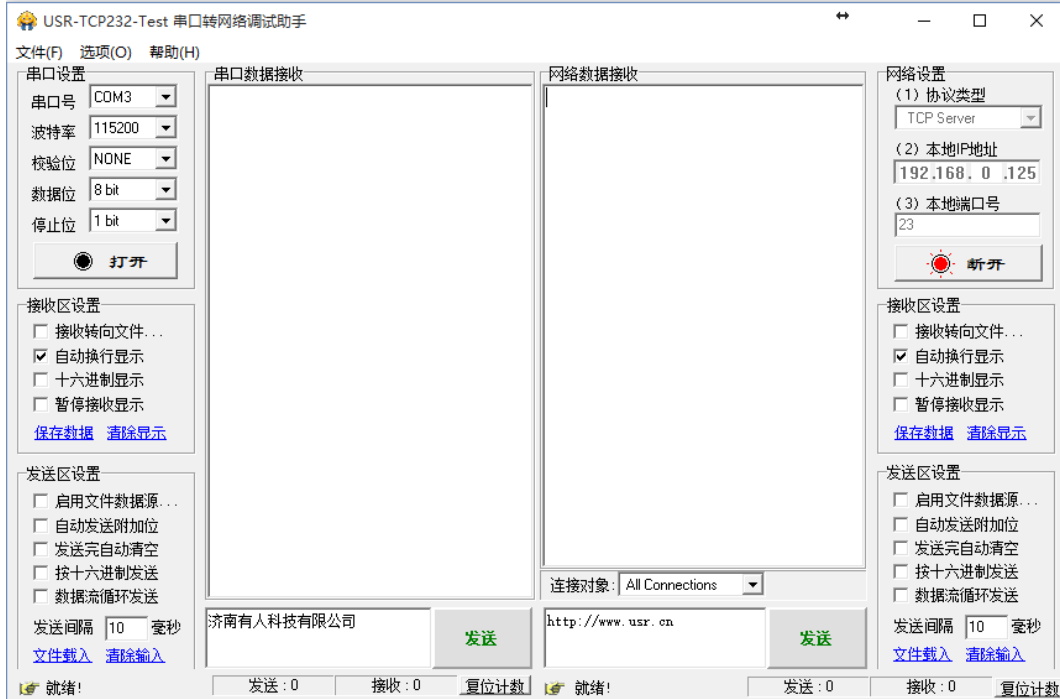 USR-TCP232-Test 串口转网络调试助手
文件(F) 选项(O) 帮助(H)
串口设置
串口号 COM3
波特率 115200
校验位 NONE
数据位 8 bit
停止位 1 bit
打开
接收区设置
接收转向文件...
自动换行显示
十六进制显示
暂停接收显示
保存数据 清除显示
发送区设置
启用文件数据源...
自动发送附加位
发送完自动清空
按十六进制发送
数据流循环发送
发送间隔 10 毫秒
文件载入 清除输入
就绪!
串口数据接收
济南有人科技有限公司
发送
发送:0 接收:0 复位计数
网络数据接收
连接对象: All Connections
http://www.usr.cn
发送
就绪!
发送:0 接收:0 复位计数
网络设置
(1) 协议类型
TCP Server
(2) 本地IP地址
192.168. 0 .125
(3) 本地端口号
23
断开
接收区设置
接收转向文件...
自动换行显示
十六进制显示
暂停接收显示
保存数据 清除显示
发送区设置
启用文件数据源...
自动发送附加位
发送完自动清空
按十六进制发送
数据流循环发送
发送间隔 10 毫秒
文件载入 清除输入